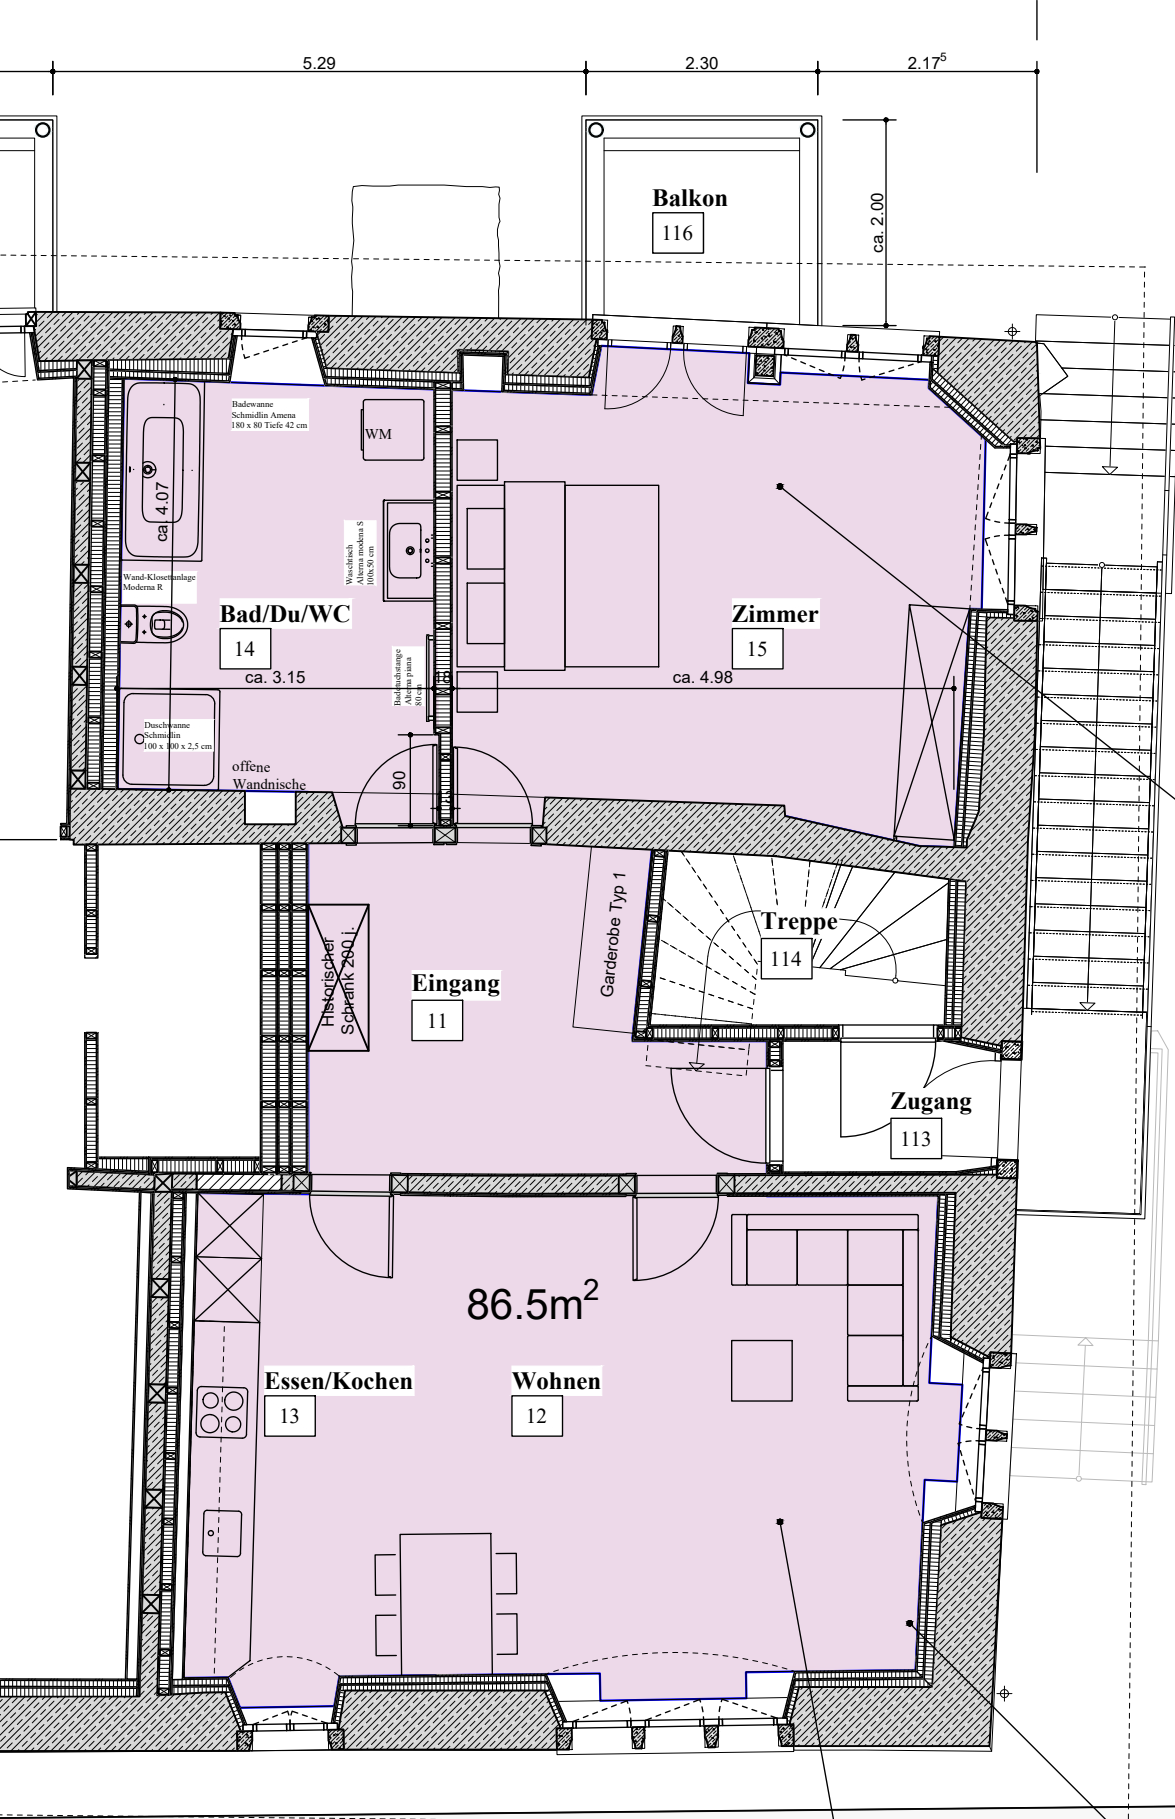 5.29
2.30
2.17⁵
Balkon
116
ca. 2.00
Badewanne
Schmidlin Amena
180 x 80 Tiefe 42 cm
WM
ca. 4.07
Waschtisch
Alterna modena S
100x50 cm
Wand-Klosettanlage
Moderna R
Bad/Du/WC
14
Zimmer
15
ca. 3.15
18
ca. 4.98
Badetuchstange
Alterna piana
80 cm
Duschwanne
Schmidlin
100 x 100 x 2,5 cm
offene
Wandnische
90
Garderobe Typ 1
Treppe
114
Historischer
Schrank 200 j.
Eingang
11
Zugang
113
86.5m²
Essen/Kochen
13
Wohnen
12